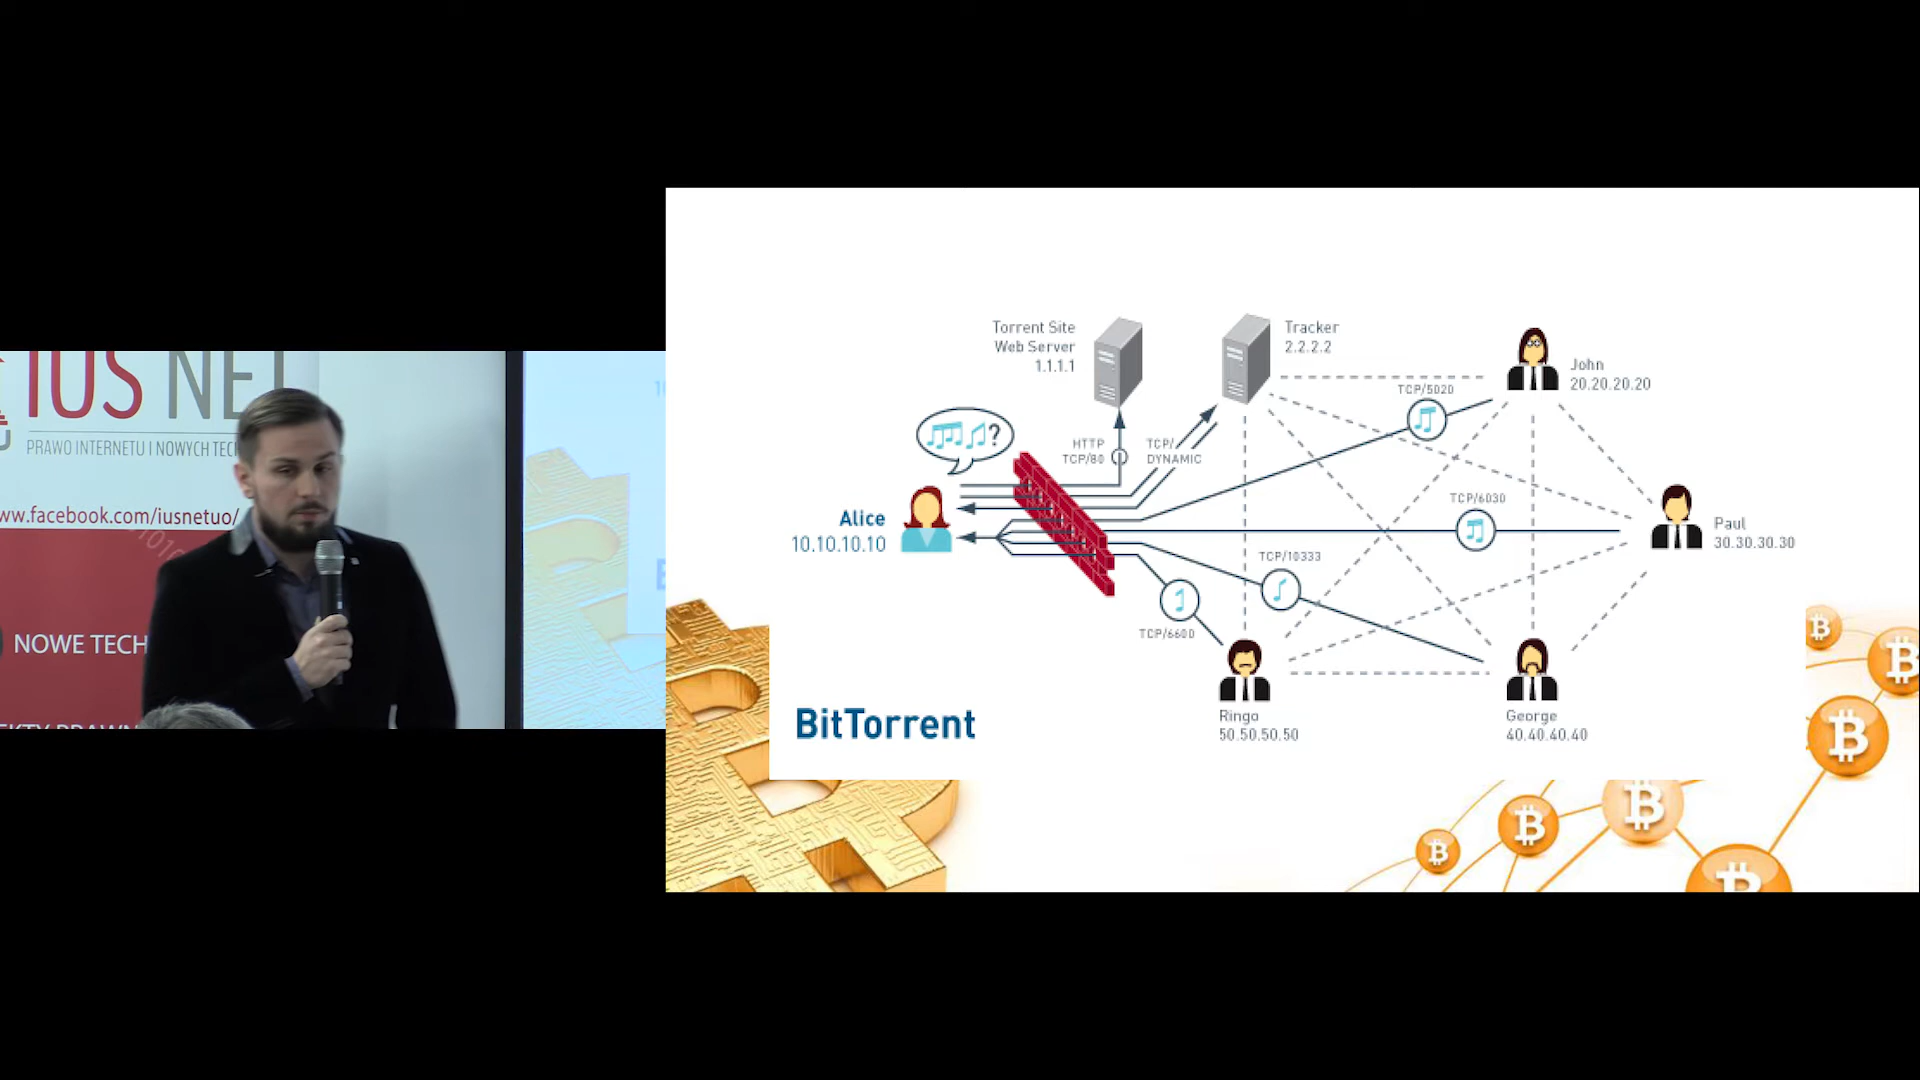 IUS NET
PRAWO INTERNETU I NOWYCH TEC
ww.facebook.com/iusnetuo/
NOWE TECH
Torrent Site
Web Server
1.1.1.1
Tracker
2.2.2.2
John
20.20.20.20
TCP/5020
HTTP
TCP/80
TCP/
DYNAMIC
?
TCP/6030
Alice
10.10.10.10
Paul
30.30.30.30
TCP/10333
TCP/6600
Ringo
50.50.50.50
George
40.40.40.40
BitTorrent